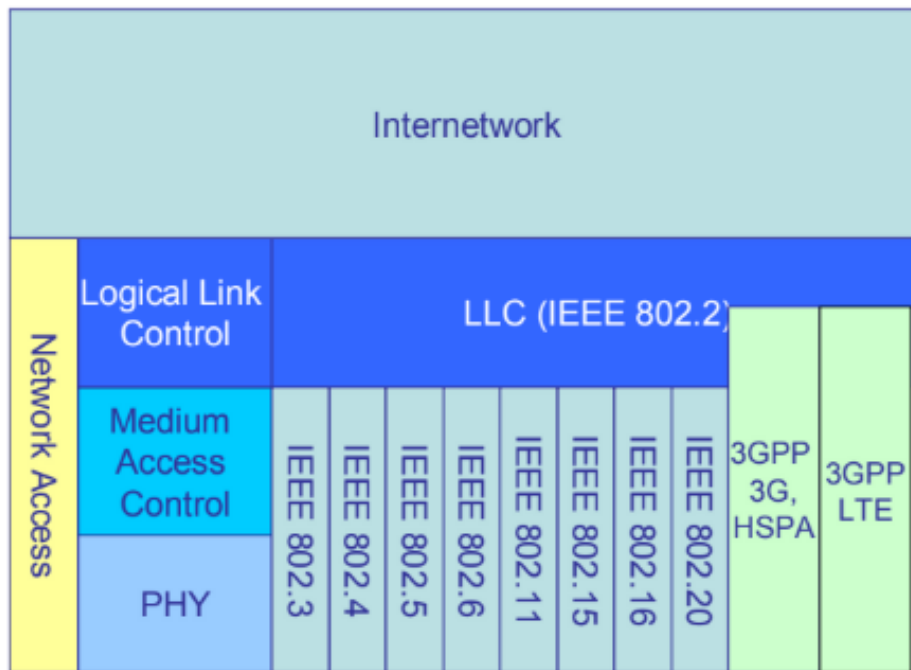 Internetwork
Network Access
Logical Link
Control
LLC (IEEE 802.2)
Medium
Access
Control
PHY
IEEE 802.3
IEEE 802.4
IEEE 802.5
IEEE 802.6
IEEE 802.11
IEEE 802.15
IEEE 802.16
IEEE 802.20
3GPP
3G,
HSPA
3GPP
LTE